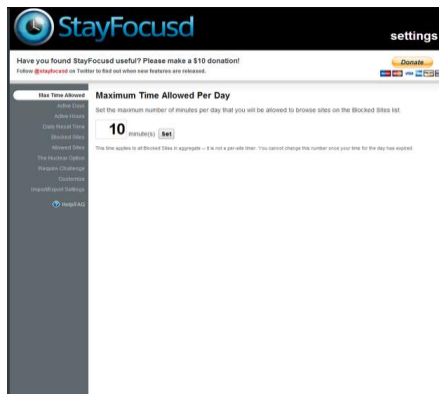 StayFocusd
settings
Have you found StayFocusd useful? Please make a $10 donation!
Follow @stayfocusd on Twitter to find out when new features are released.
Donate
Max Time Allowed
Active Days
Active Hours
Daily Reset Time
Blocked Sites
Allowed Sites
The Nuclear Option
Require Challenge
Customize
Import/Export Settings
Help/FAQ
Maximum Time Allowed Per Day
Set the maximum number of minutes per day that you will be allowed to browse sites on the Blocked Sites list.
10 minute(s) Set
This time applies to all Blocked Sites in aggregate -- it is not a per-site timer. You cannot change this number once your time for the day has expired.